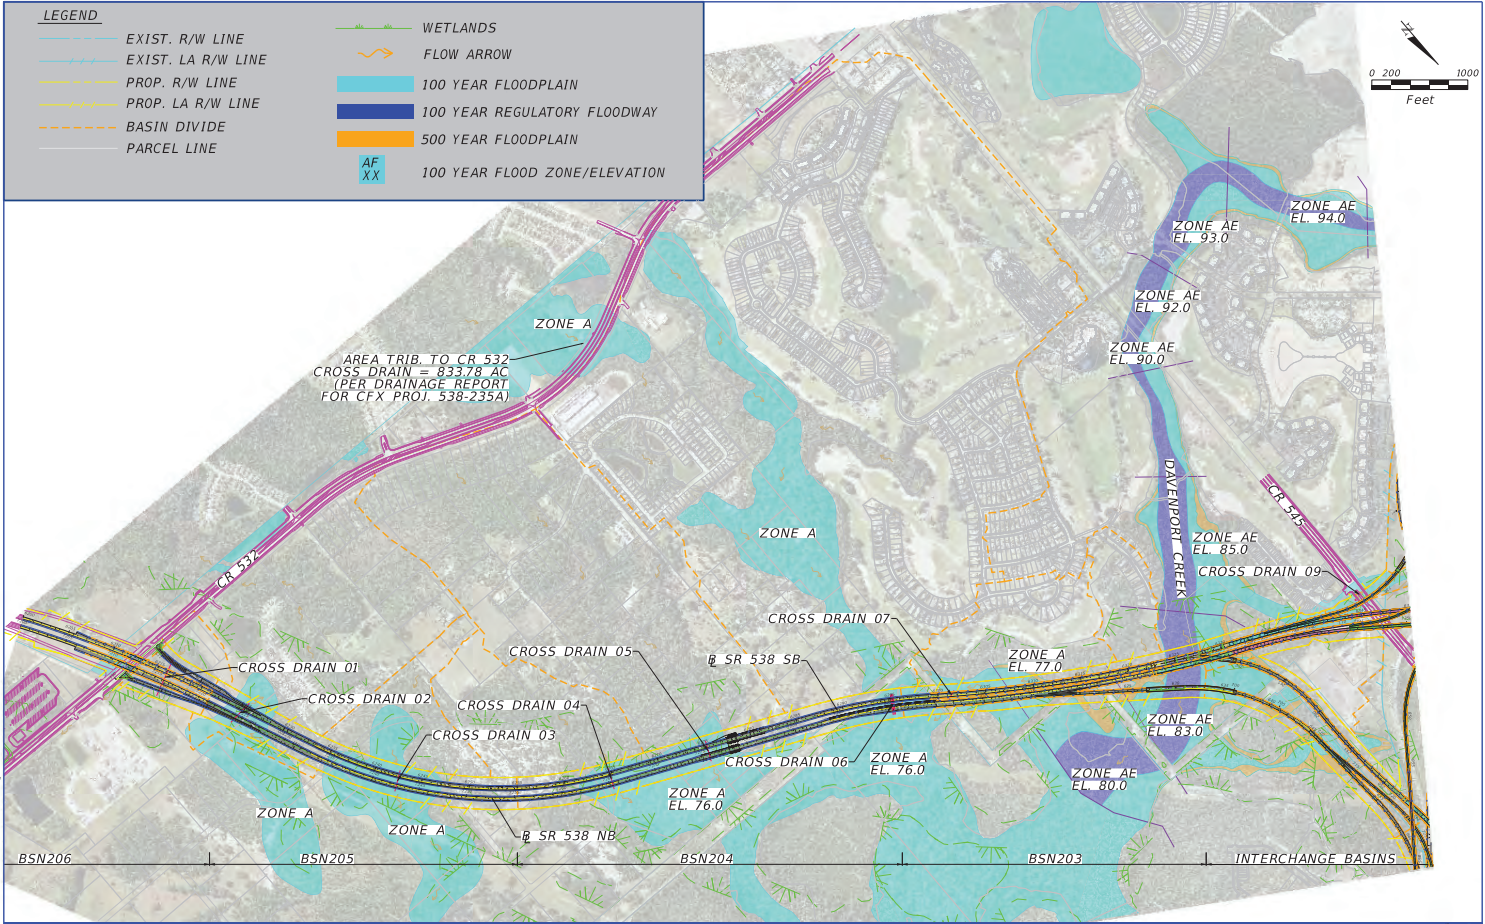 LEGEND
EXIST. R/W LINE
EXIST. LA R/W LINE
PROP. R/W LINE
PROP. LA R/W LINE
BASIN DIVIDE
PARCEL LINE
WETLANDS
FLOW ARROW
100 YEAR FLOODPLAIN
100 YEAR REGULATORY FLOODWAY
500 YEAR FLOODPLAIN
AF
XX
100 YEAR FLOOD ZONE/ELEVATION
N
0 200 1000
Feet
ZONE AE
EL. 94.0
ZONE AE
EL. 93.0
ZONE AE
EL. 92.0
ZONE AE
EL. 90.0
ZONE A
AREA TRIB. TO CR 532
CROSS DRAIN = 833.78 AC
(PER DRAINAGE REPORT
FOR CFX PROJ. 538-235A)
DAVENPORT CREEK
CR 545
ZONE A
ZONE AE
EL. 85.0
CROSS DRAIN 09
CR 532
CROSS DRAIN 07
CROSS DRAIN 05
B SR 538 SB
ZONE A
EL. 77.0
CROSS DRAIN 01
CROSS DRAIN 02
CROSS DRAIN 04
CROSS DRAIN 03
CROSS DRAIN 06
ZONE A
EL. 76.0
ZONE AE
EL. 83.0
ZONE AE
EL. 80.0
ZONE A
EL. 76.0
ZONE A
ZONE A
B SR 538 NB
BSN206
BSN205
BSN204
BSN203
INTERCHANGE BASINS